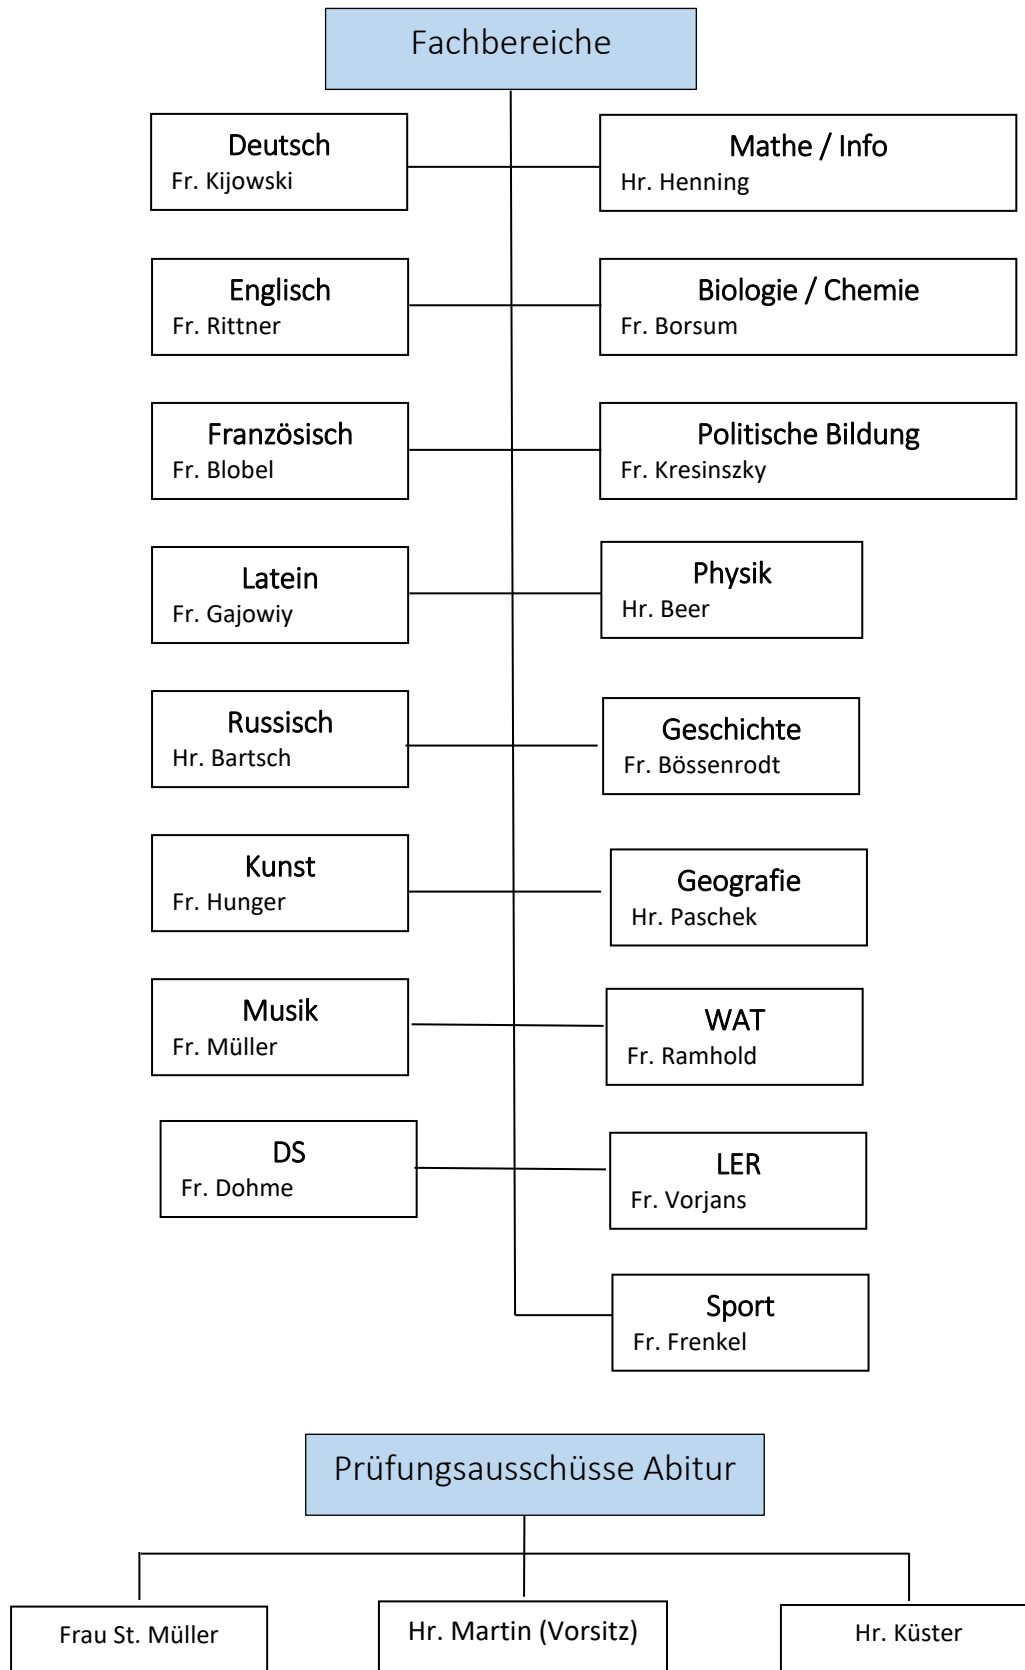 Fachbereiche
Deutsch
Fr. Kijowski
Mathe / Info
Hr. Henning
Englisch
Fr. Rittner
Biologie / Chemie
Fr. Borsum
Französisch
Fr. Blobel
Politische Bildung
Fr. Kresinszky
Latein
Fr. Gajowiy
Physik
Hr. Beer
Russisch
Hr. Bartsch
Geschichte
Fr. Bössenrodt
Kunst
Fr. Hunger
Geografie
Hr. Paschek
Musik
Fr. Müller
WAT
Fr. Ramhold
DS
Fr. Dohme
LER
Fr. Vorjans
Sport
Fr. Frenkel
Prüfungsausschüsse Abitur
Frau St. Müller
Hr. Martin (Vorsitz)
Hr. Küster